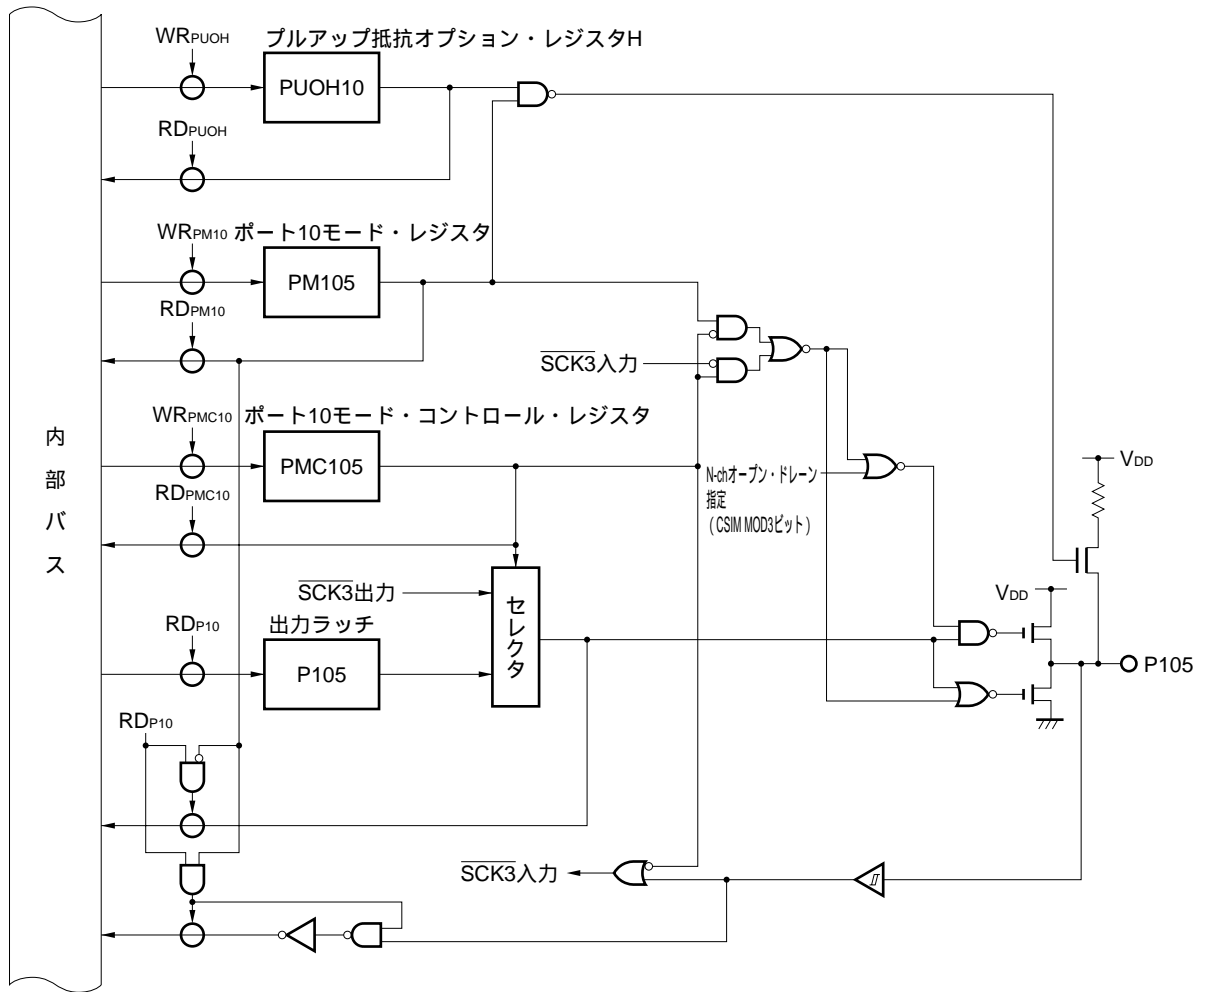 WRPUOH
プルアップ抵抗オプション・レジスタH
PUOH10
RDPUOH
WRPM10
ポート10モード・レジスタ
PM105
RDPM10
SCK3入力
WRPMC10
ポート10モード・コントロール・レジスタ
PMC105
RDPMC10
N-chオープン・ドレーン
指定
(CSIM MOD3ビット)
VDD
内部バス
SCK3出力
セレクタ
VDD
出力ラッチ
RDP10
P105
P105
RDP10
SCK3入力